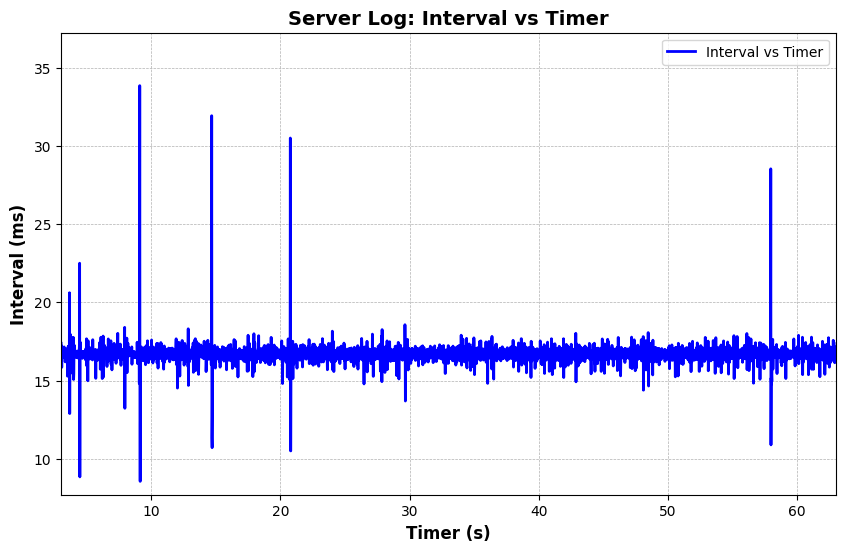 Server Log: Interval vs Timer
Interval vs Timer
35
30
25
20
15
10
Interval (ms)
10 20 30 40 50 60
Timer (s)